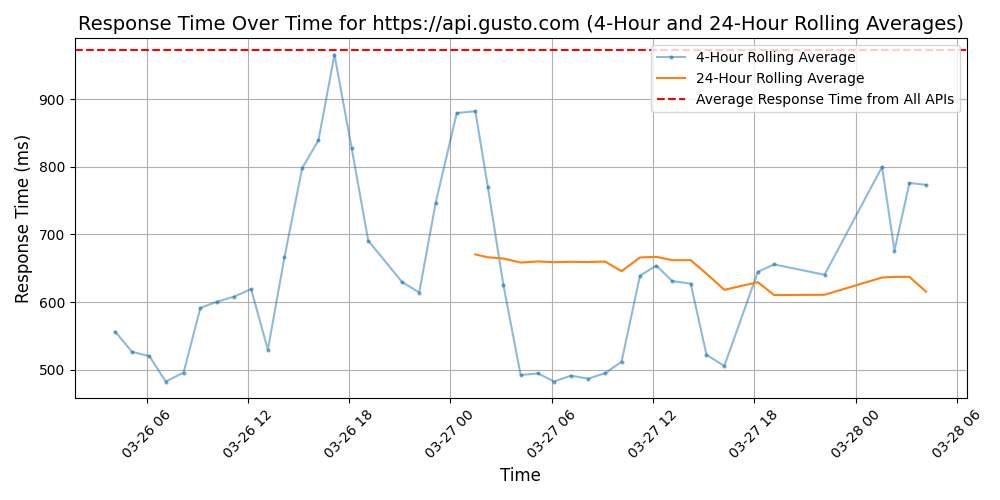 Response Time Over Time for https://api.gusto.com (4-Hour and 24-Hour Rolling Averages)
4-Hour Rolling Average
24-Hour Rolling Average
Average Response Time from All APIs
Response Time (ms)
900
800
700
600
500
03-26 06
03-26 12
03-26 18
03-27 00
03-27 06
03-27 12
03-27 18
03-28 00
03-28 06
Time